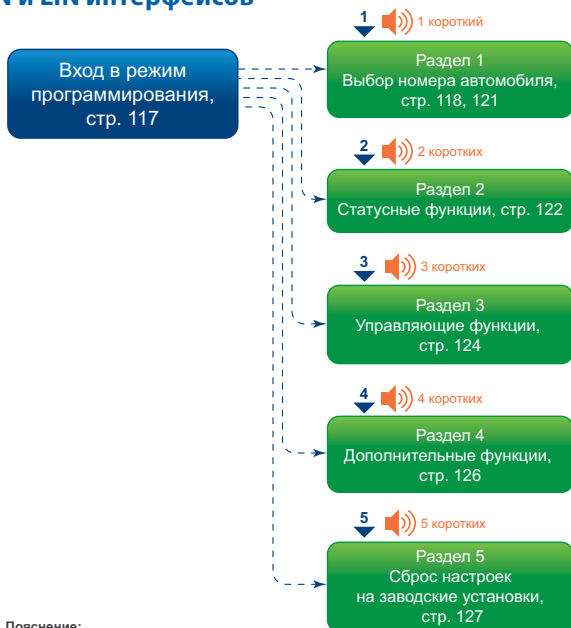 N и LIN интерфейсов
Вход в режим
программирования,
стр. 117
1 1 короткий
Раздел 1
Выбор номера автомобиля,
стр. 118, 121
2 2 коротких
Раздел 2
Статусные функции, стр. 122
3 3 коротких
Раздел 3
Управляющие функции,
стр. 124
4 4 коротких
Раздел 4
Дополнительные функции,
стр. 126
5 5 коротких
Раздел 5
Сброс настроек
на заводские установки,
стр. 127
Пояснение: